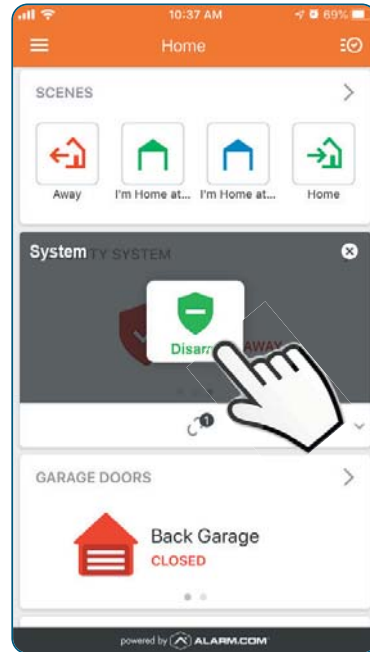 10:37 AM
69%
Home
SCENES
Away
I'm Home at...
I'm Home at...
Home
System
TY SYSTEM
Disarm
AWAY
1
GARAGE DOORS
Back Garage
CLOSED
powered by ALARM.COM